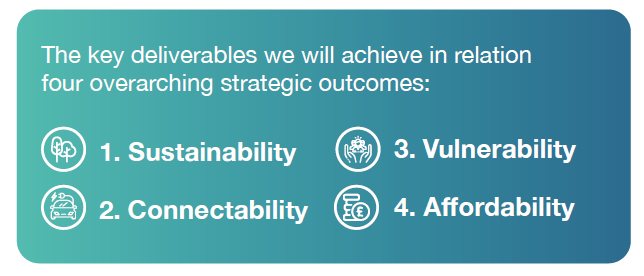 The key deliverables we will achieve in relation
four overarching strategic outcomes:
1. Sustainability
2. Connectability
3. Vulnerability
£
4. Affordability